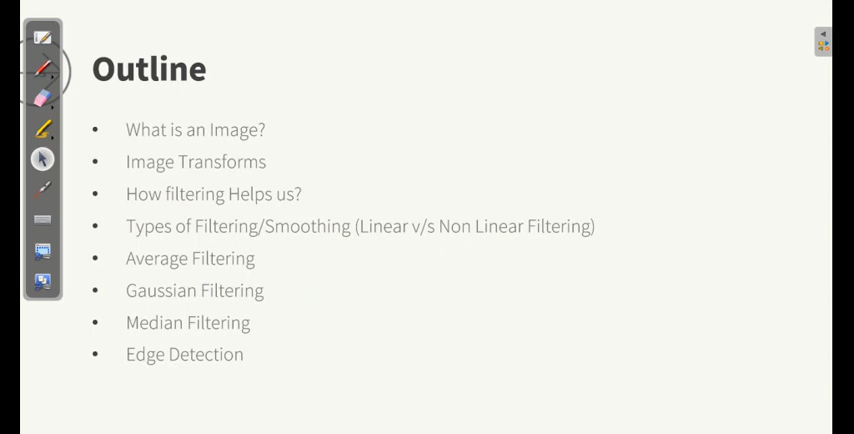 Outline
• What is an Image?
• Image Transforms
• How filtering Helps us?
• Types of Filtering/Smoothing (Linear v/s Non Linear Filtering)
• Average Filtering
• Gaussian Filtering
• Median Filtering
• Edge Detection